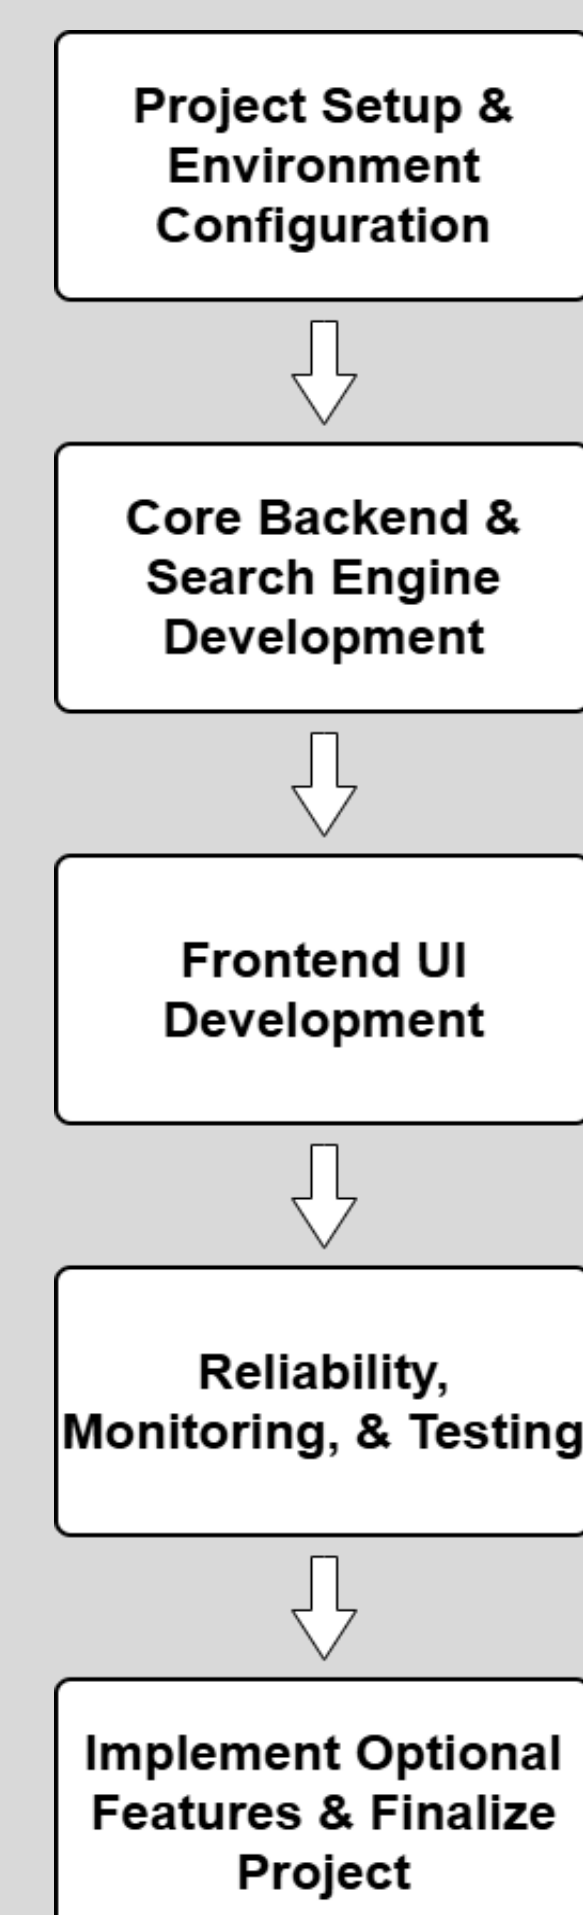 Project Setup &
Environment
Configuration
Core Backend &
Search Engine
Development
Frontend UI
Development
Reliability,
Monitoring, & Testing
Implement Optional
Features & Finalize
Project